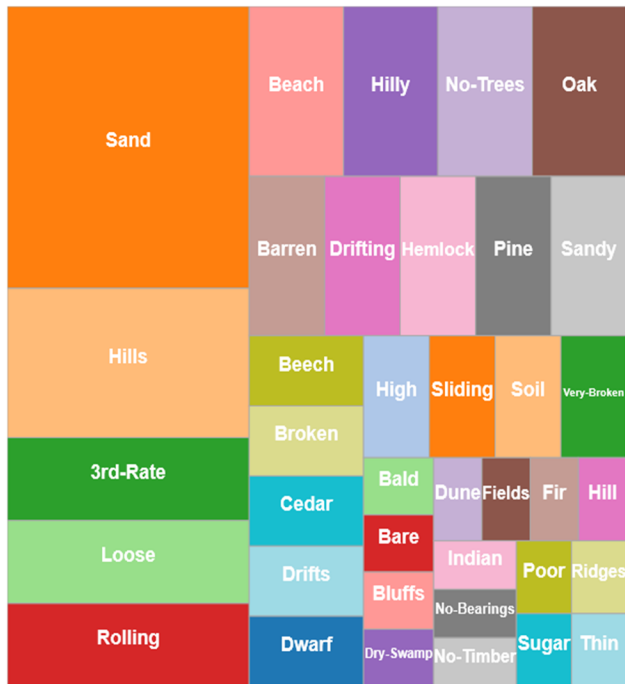 Sand
Hills
3rd-Rate
Loose
Rolling
Beach
Hilly
No-Trees
Oak
Barren
Drifting
Hemlock
Pine
Sandy
Beech
Broken
Cedar
Drifts
Dwarf
High
Sliding
Soil
Very-Broken
Bald
Bare
Bluffs
Dry-Swamp
Dune
Fields
Fir
Hill
Indian
No-Bearings
No-Timber
Poor
Ridges
Sugar
Thin